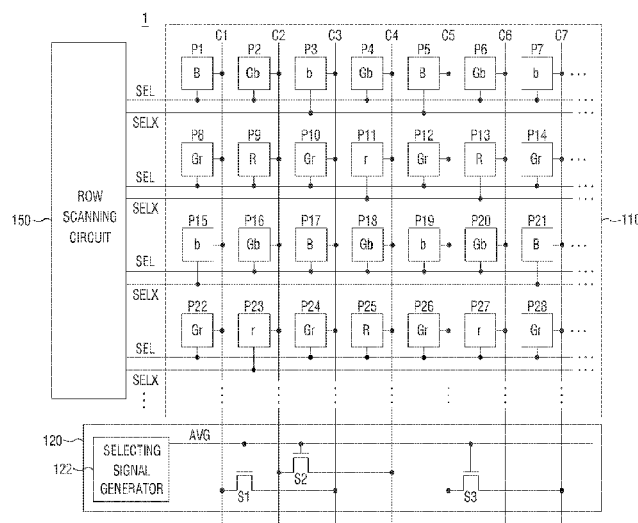 1
C1 C2 C3 C4 C5 C6 C7
P1 P2 P3 P4 P5 P6 P7
B Gb b Gb B Gb b ...
SEL ...
SELX ...
P8 P9 P10 P11 P12 P13 P14
Gr R Gr r Gr R Gr ...
SEL ...
SELX ...
150
ROW
SCANNING
CIRCUIT
110
P15 P16 P17 P18 P19 P20 P21
b Gb B Gb b Gb B ...
SEL ...
SELX ...
P22 P23 P24 P25 P26 P27 P28
Gr r Gr R Gr r Gr ...
SEL ...
SELX ...
120
AVG
122
SELECTING
SIGNAL
GENERATOR
S1
S2
S3